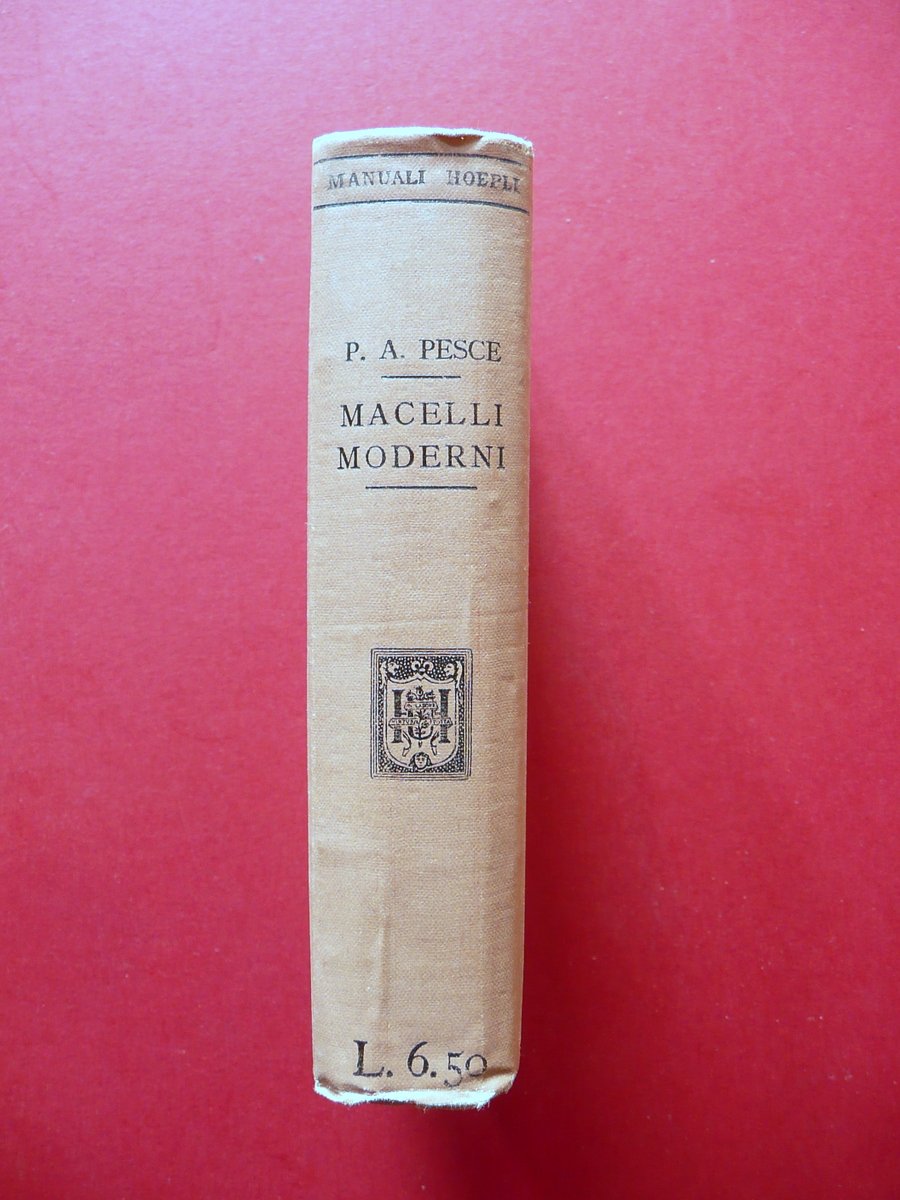 MANUALI HOEPLI
P. A. PESCE
MACELLI
MODERNI
H
L. 6.50